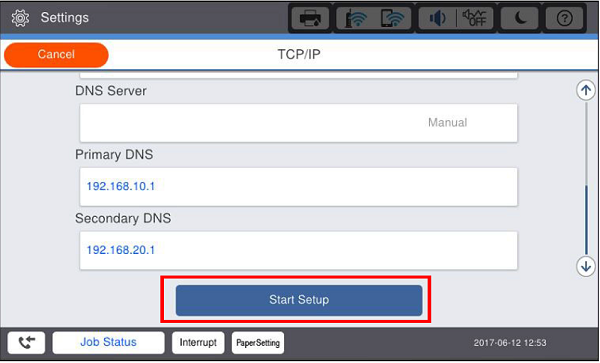 Settings
OFF
?
Cancel
TCP/IP
DNS Server
Manual
Primary DNS
192.168.10.1
Secondary DNS
192.168.20.1
Start Setup
Job Status
Interrupt
PaperSetting
2017-06-12 12:53